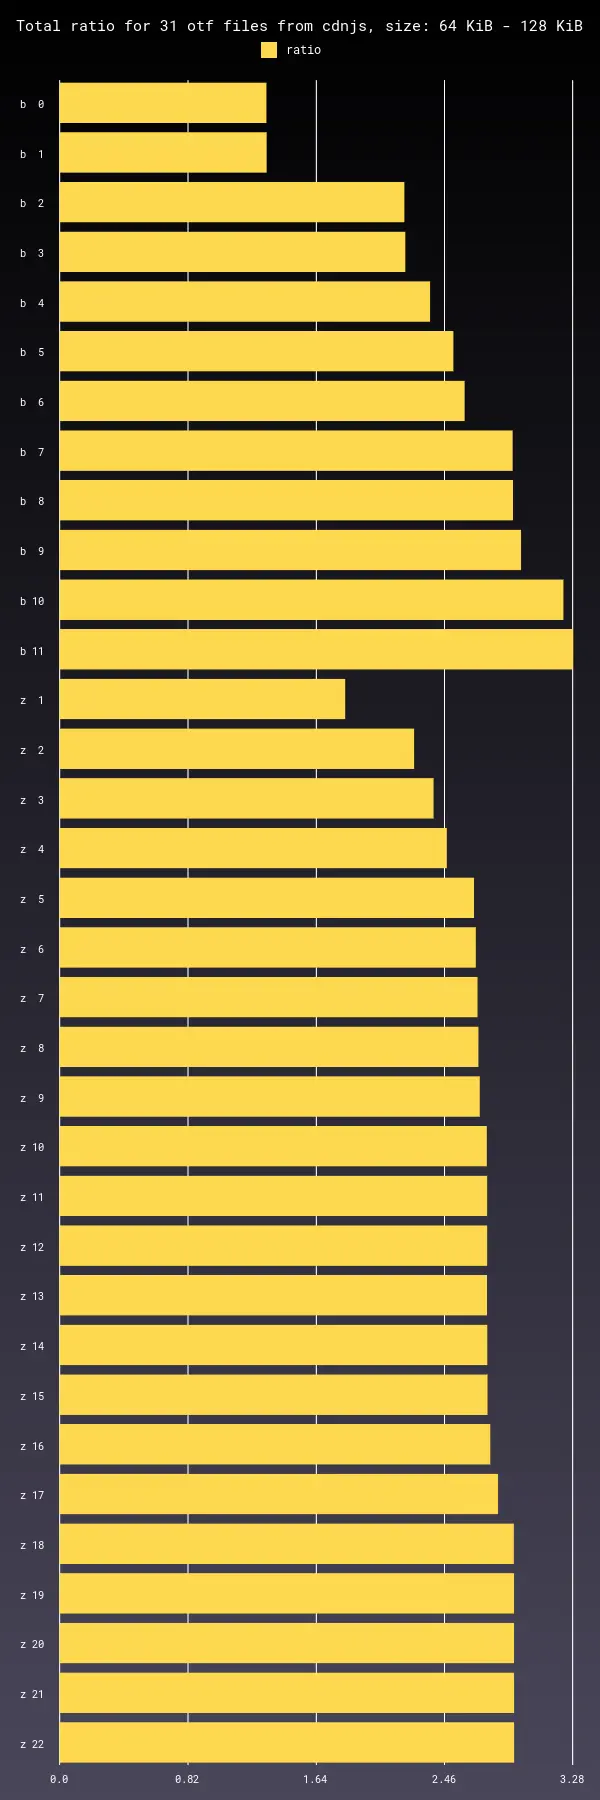 Total ratio for 31 otf files from cdnjs, size: 64 KiB - 128 KiB
ratio
b 0
b 1
b 2
b 3
b 4
b 5
b 6
b 7
b 8
b 9
b 10
b 11
z 1
z 2
z 3
z 4
z 5
z 6
z 7
z 8
z 9
z 10
z 11
z 12
z 13
z 14
z 15
z 16
z 17
z 18
z 19
z 20
z 21
z 22
0.0 0.82 1.64 2.46 3.28